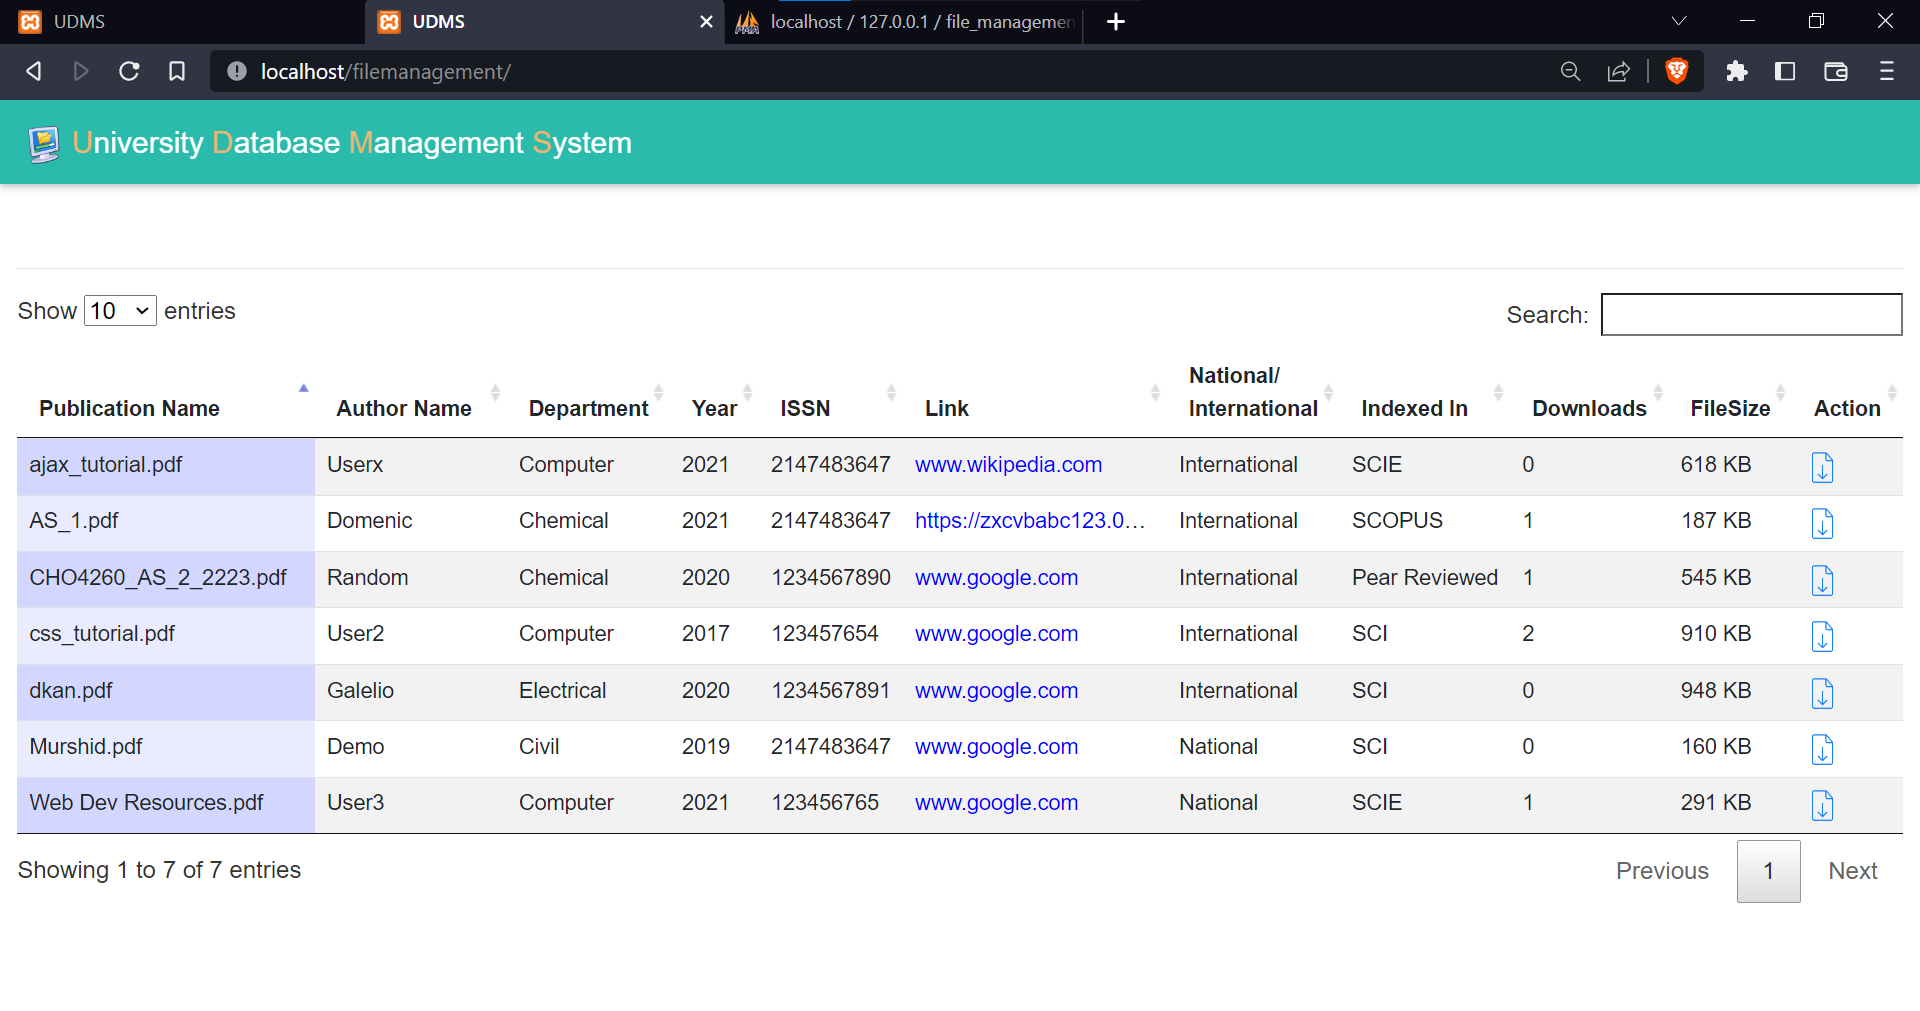 UDMS
UDMS
localhost / 127.0.0.1 / file_managemen
localhost/filemanagement/
University Database Management System
Show 10 entries
Search:
Publication Name Author Name Department Year ISSN Link National/ International Indexed In Downloads FileSize Action
ajax_tutorial.pdf Userx Computer 2021 2147483647 www.wikipedia.com International SCIE 0 618 KB
AS_1.pdf Domenic Chemical 2021 2147483647 https://zxcvbabc123.0... International SCOPUS 1 187 KB
CHO4260_AS_2_2223.pdf Random Chemical 2020 1234567890 www.google.com International Pear Reviewed 1 545 KB
css_tutorial.pdf User2 Computer 2017 123457654 www.google.com International SCI 2 910 KB
dkan.pdf Galelio Electrical 2020 1234567891 www.google.com International SCI 0 948 KB
Murshid.pdf Demo Civil 2019 2147483647 www.google.com National SCI 0 160 KB
Web Dev Resources.pdf User3 Computer 2021 123456765 www.google.com National SCIE 1 291 KB
Showing 1 to 7 of 7 entries
Previous 1 Next